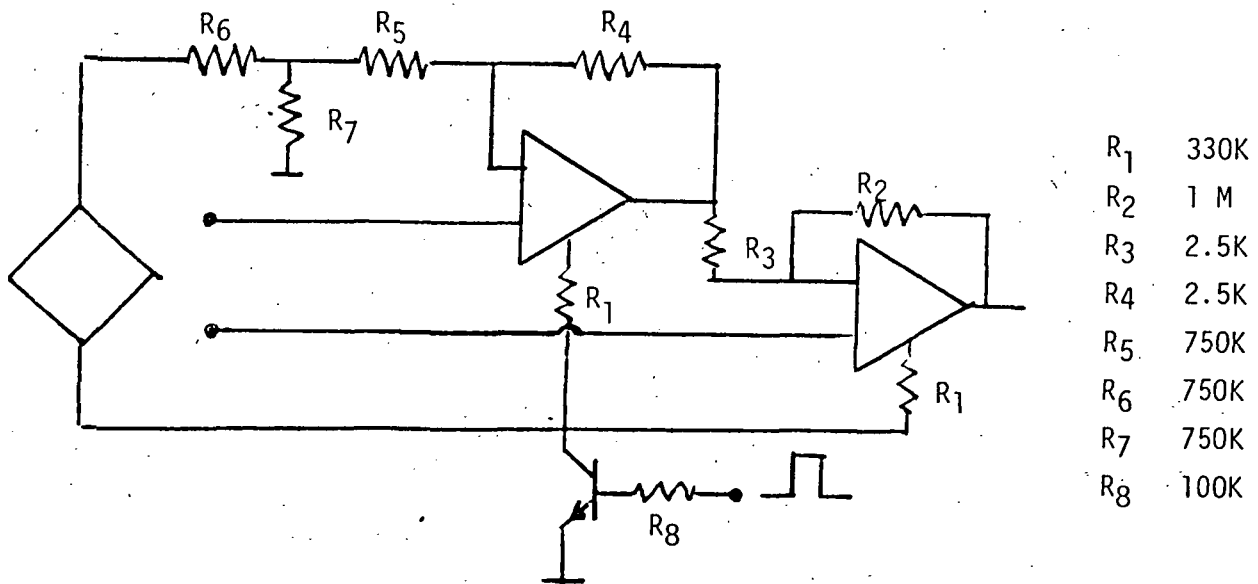 R6
R5
R4
R7
R2
R3
R1
R1
R8
R1 330K
R2 1 M
R3 2.5K
R4 2.5K
R5 750K
R6 750K
R7 750K
R8 100K